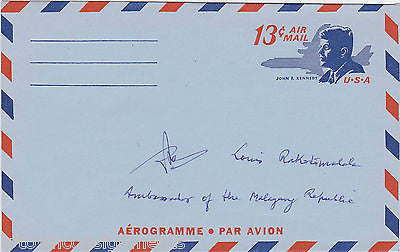 13¢ AIR
MAIL
JOHN F. KENNEDY
U·S·A
Louis Rakotomalala
Ambassador of the Malagasy Republic
AÉROGRAMME • PAR AVION